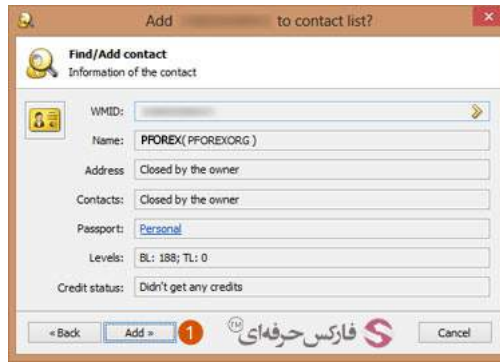 Add to contact list?
Find/Add contact
Information of the contact
WMID:
Name: PFOREX( PFOREXORG )
Address Closed by the owner
Contacts: Closed by the owner
Passport: Personal
Levels: BL: 188; TL: 0
Credit status: Didn't get any credits
« Back Add » 1 فارکس حرفه‌ای™ Cancel